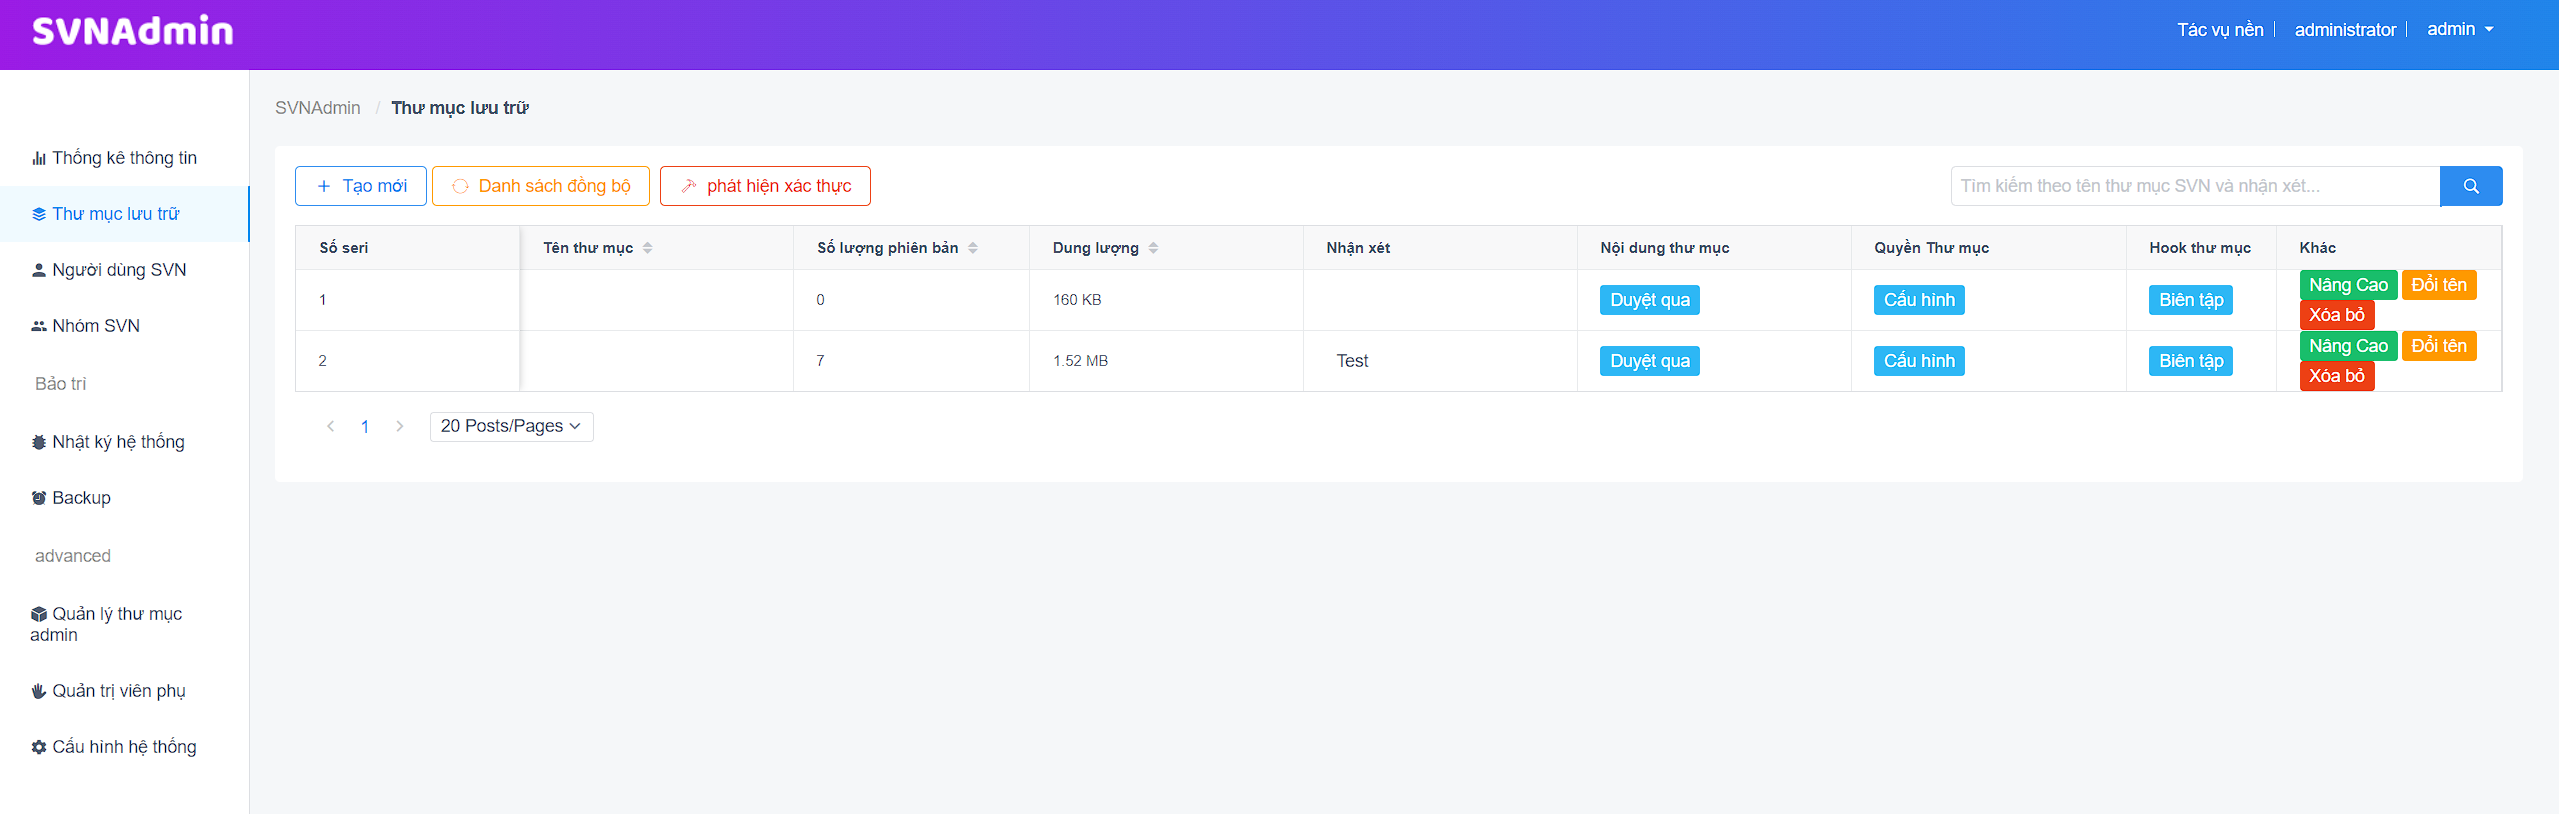 SVNAdmin
Tác vụ nền
administrator
admin
SVNAdmin / Thư mục lưu trữ
Thống kê thông tin
Thư mục lưu trữ
Người dùng SVN
Nhóm SVN
Bảo trì
Nhật ký hệ thống
Backup
advanced
Quản lý thư mục
admin
Quản trị viên phụ
Cấu hình hệ thống
+ Tạo mới
Danh sách đồng bộ
phát hiện xác thực
Tìm kiếm theo tên thư mục SVN và nhận xét...
Số seri Tên thư mục Số lượng phiên bản Dung lượng Nhận xét Nội dung thư mục Quyền Thư mục Hook thư mục Khác
1 0 160 KB Duyệt qua Cấu hình Biên tập Nâng Cao Đổi tên
Xóa bỏ
2 7 1.52 MB Test Duyệt qua Cấu hình Biên tập Nâng Cao Đổi tên
Xóa bỏ
1 20 Posts/Pages